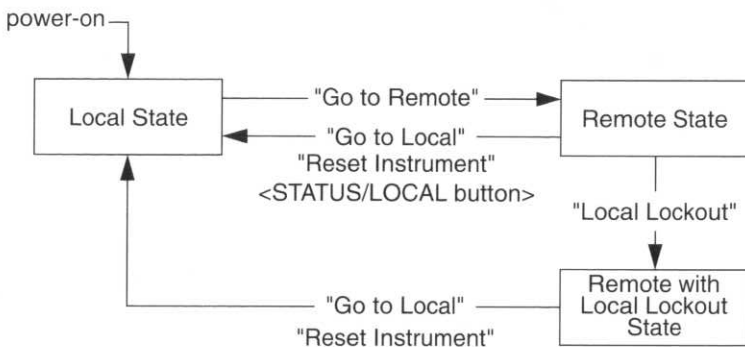 power-on
Local State
"Go to Remote"
Remote State
"Go to Local"
"Reset Instrument"
<STATUS/LOCAL button>
"Local Lockout"
Remote with
Local Lockout
State
"Go to Local"
"Reset Instrument"